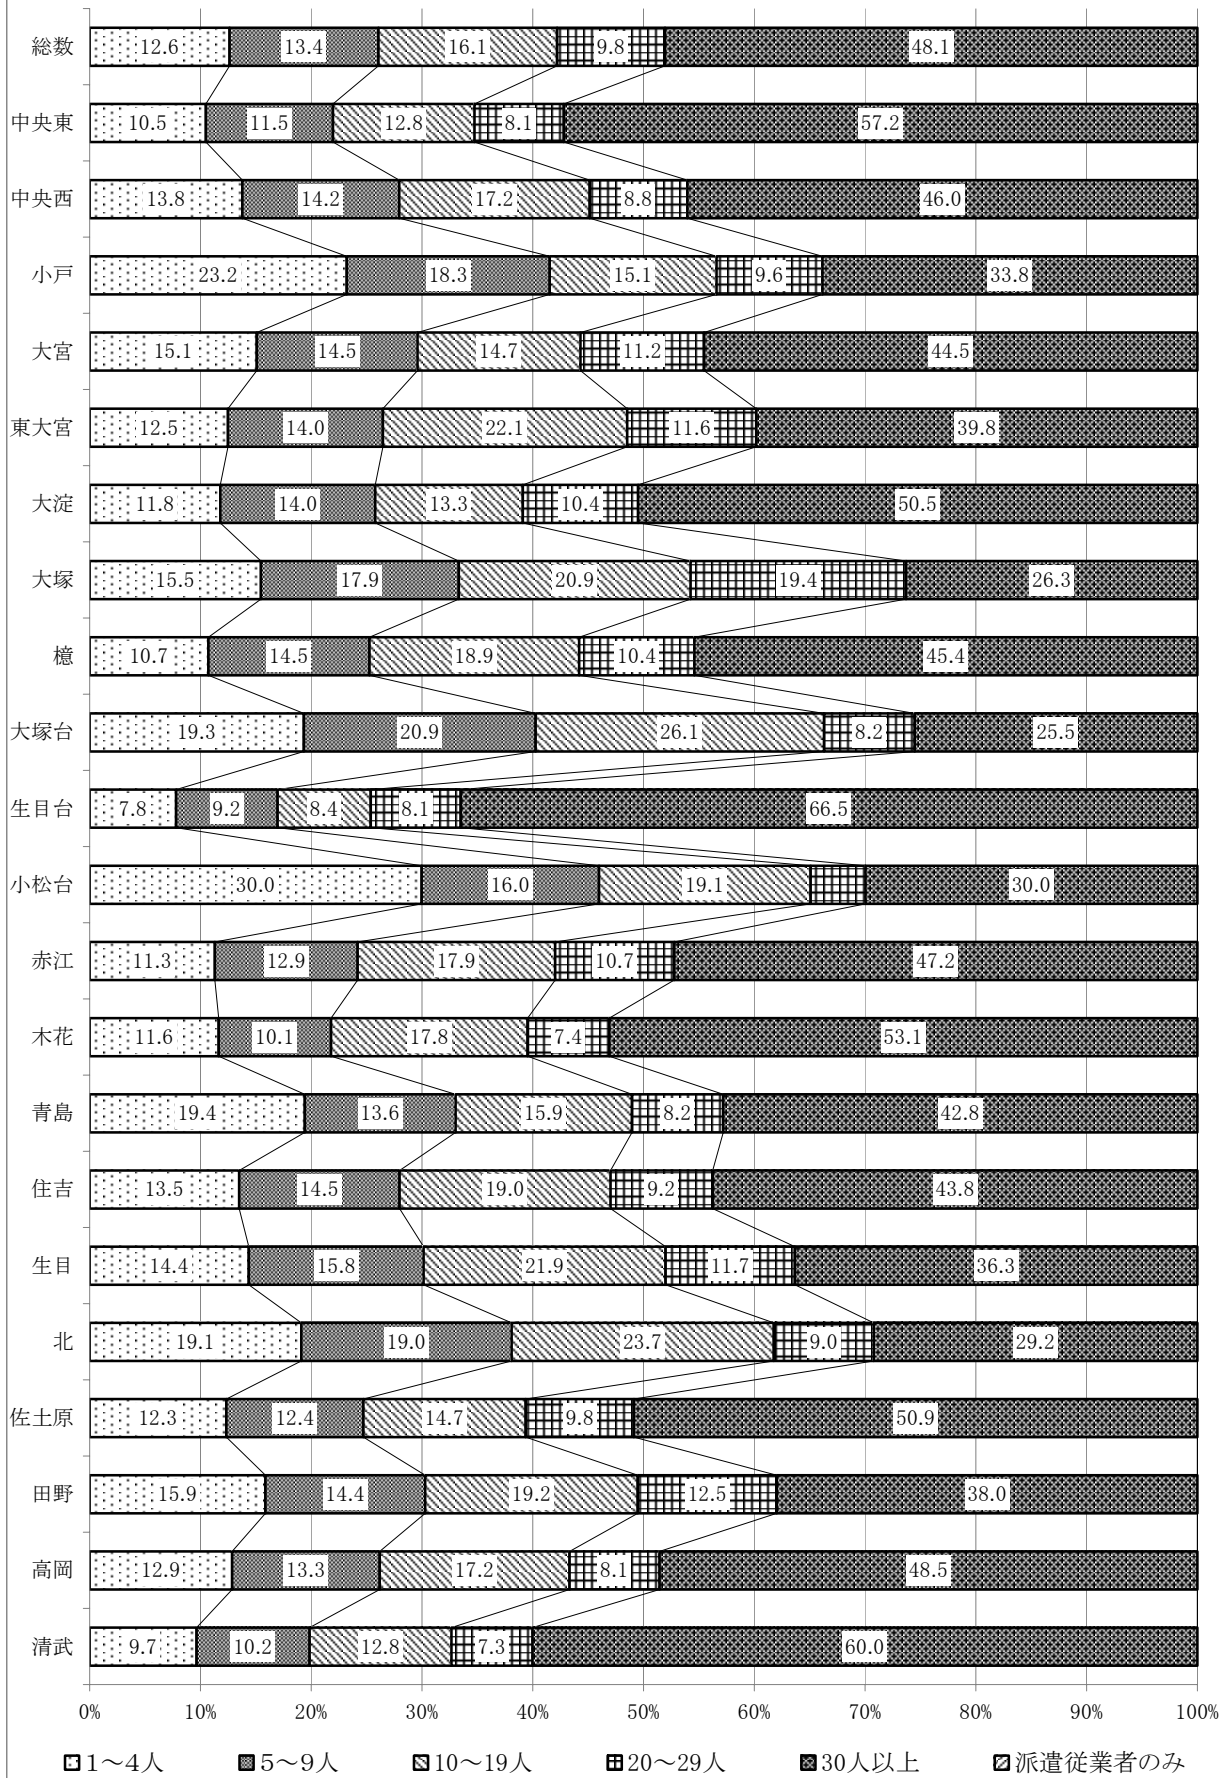 総数 12.6 13.4 16.1 9.8 48.1
中央東 10.5 11.5 12.8 8.1 57.2
中央西 13.8 14.2 17.2 8.8 46.0
小戸 23.2 18.3 15.1 9.6 33.8
大宮 15.1 14.5 14.7 11.2 44.5
東大宮 12.5 14.0 22.1 11.6 39.8
大淀 11.8 14.0 13.3 10.4 50.5
大塚 15.5 17.9 20.9 19.4 26.3
檍 10.7 14.5 18.9 10.4 45.4
大塚台 19.3 20.9 26.1 8.2 25.5
生目台 7.8 9.2 8.4 8.1 66.5
小松台 30.0 16.0 19.1 30.0
赤江 11.3 12.9 17.9 10.7 47.2
木花 11.6 10.1 17.8 7.4 53.1
青島 19.4 13.6 15.9 8.2 42.8
住吉 13.5 14.5 19.0 9.2 43.8
生目 14.4 15.8 21.9 11.7 36.3
北 19.1 19.0 23.7 9.0 29.2
佐土原 12.3 12.4 14.7 9.8 50.9
田野 15.9 14.4 19.2 12.5 38.0
高岡 12.9 13.3 17.2 8.1 48.5
清武 9.7 10.2 12.8 7.3 60.0
0% 10% 20% 30% 40% 50% 60% 70% 80% 90% 100%
1～4人 5～9人 10～19人 20～29人 30人以上 派遣従業者のみ